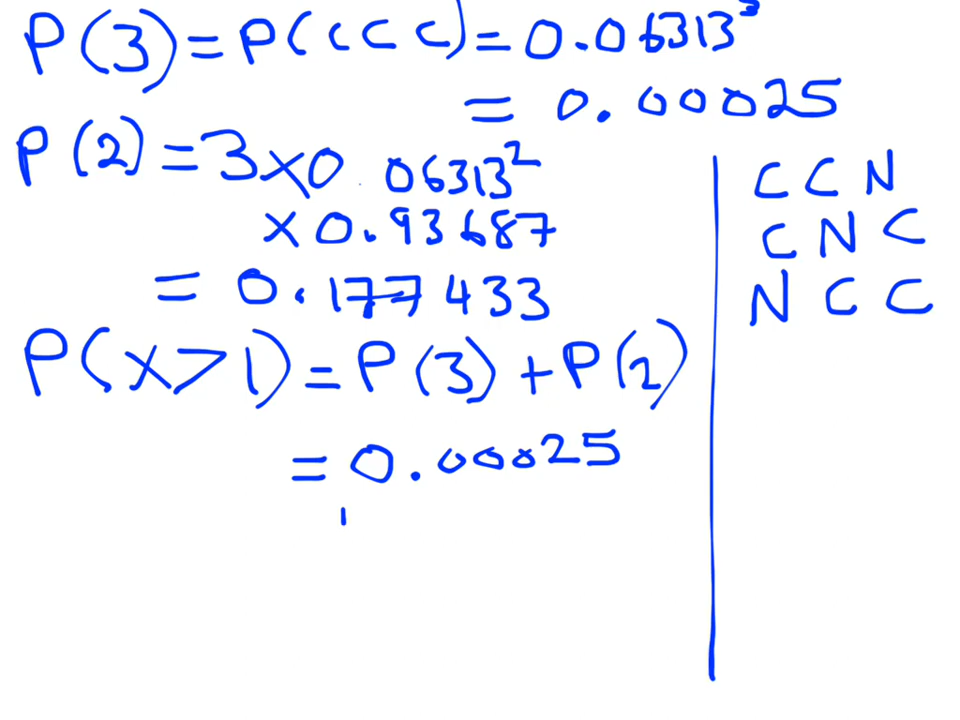 P(3) = P(CCC) = 0.06313³
= 0.00025
P(2) = 3×0.06313²
×0.93687
= 0.177433
P(x>1) = P(3) + P(2)
= 0.00025
CCN
CNC
NCC